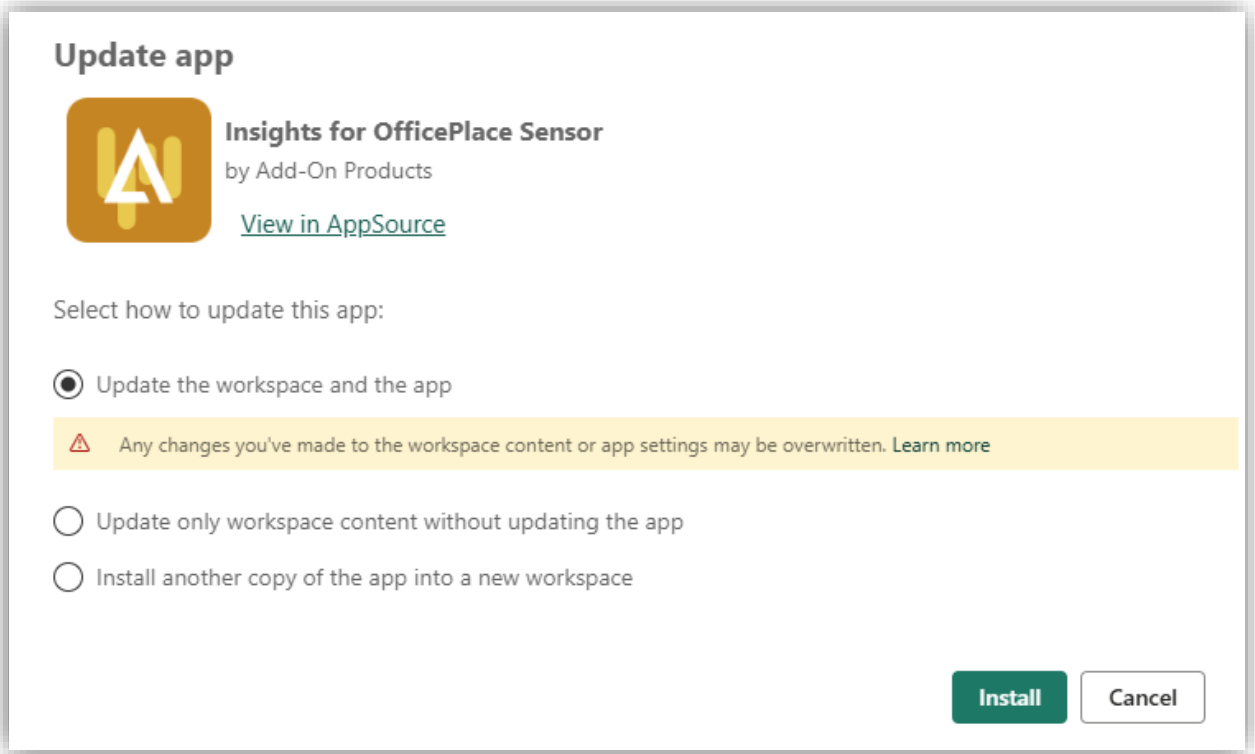 Update app
Insights for OfficePlace Sensor
by Add-On Products
View in AppSource
Select how to update this app:
Update the workspace and the app
Any changes you've made to the workspace content or app settings may be overwritten. Learn more
Update only workspace content without updating the app
Install another copy of the app into a new workspace
Install
Cancel